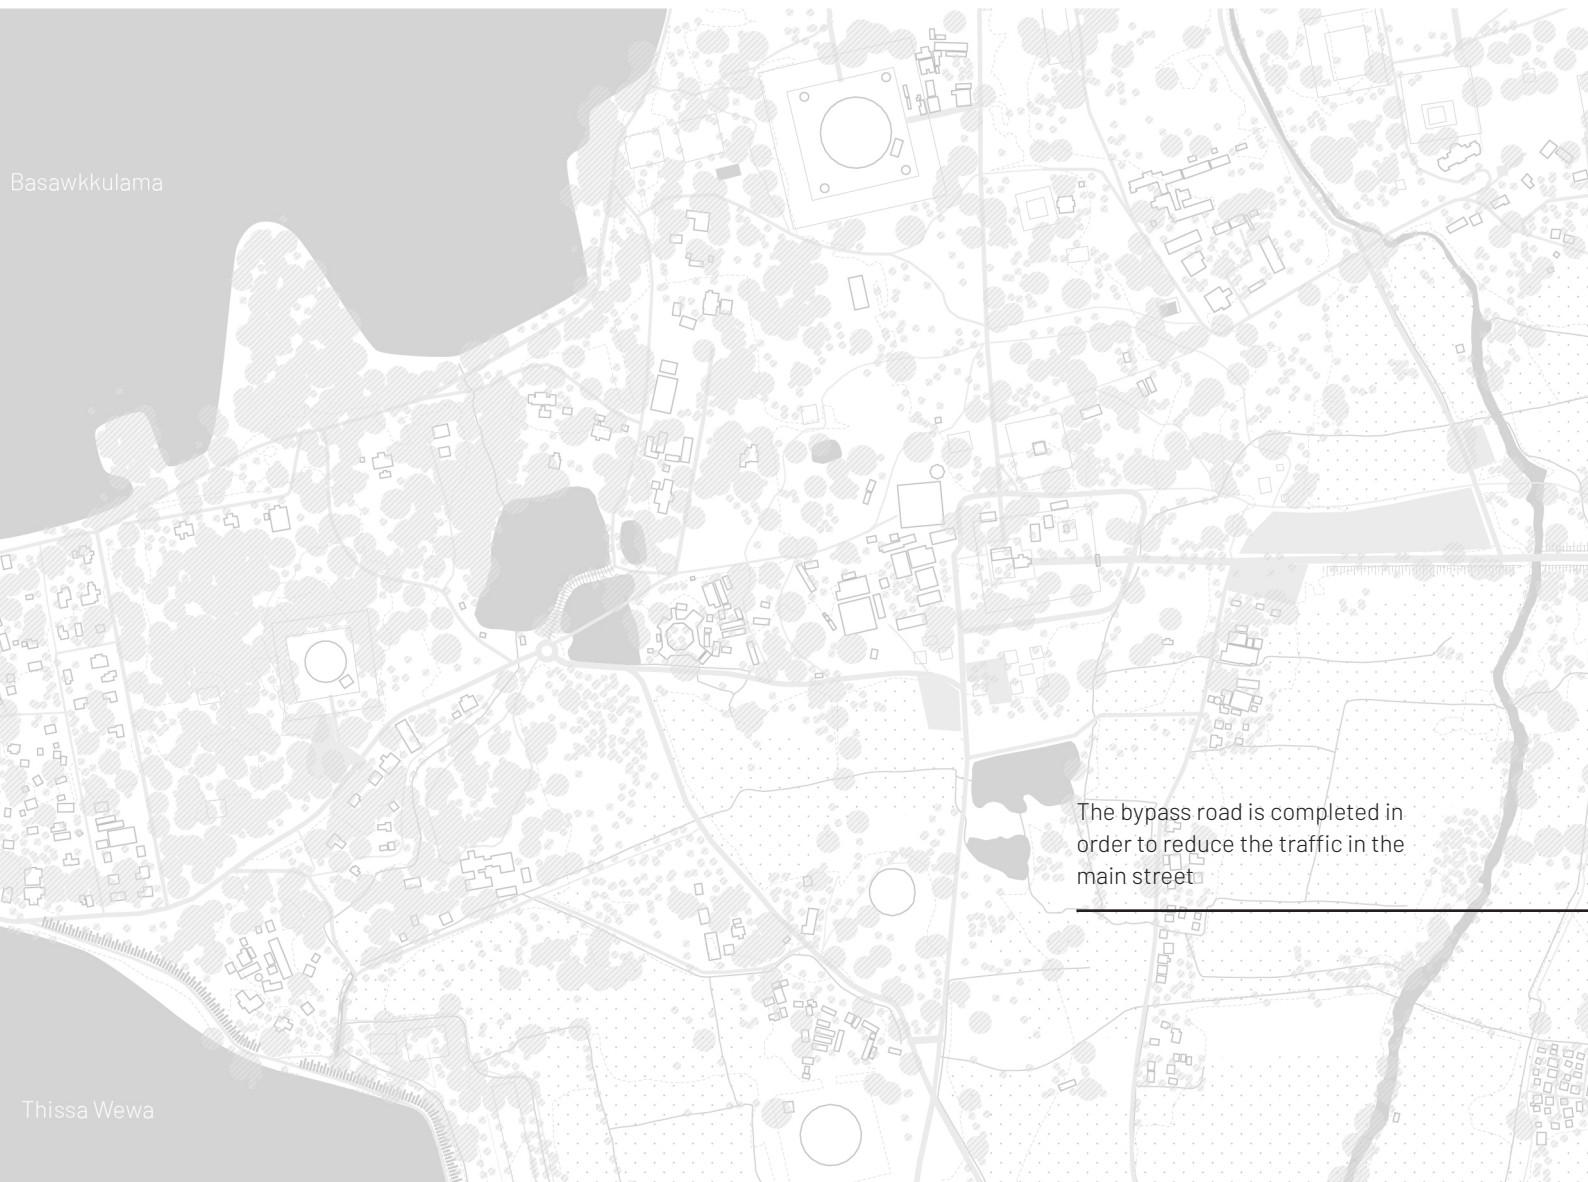 Basawkkulama
The bypass road is completed in
order to reduce the traffic in the
main street
Thissa Wewa